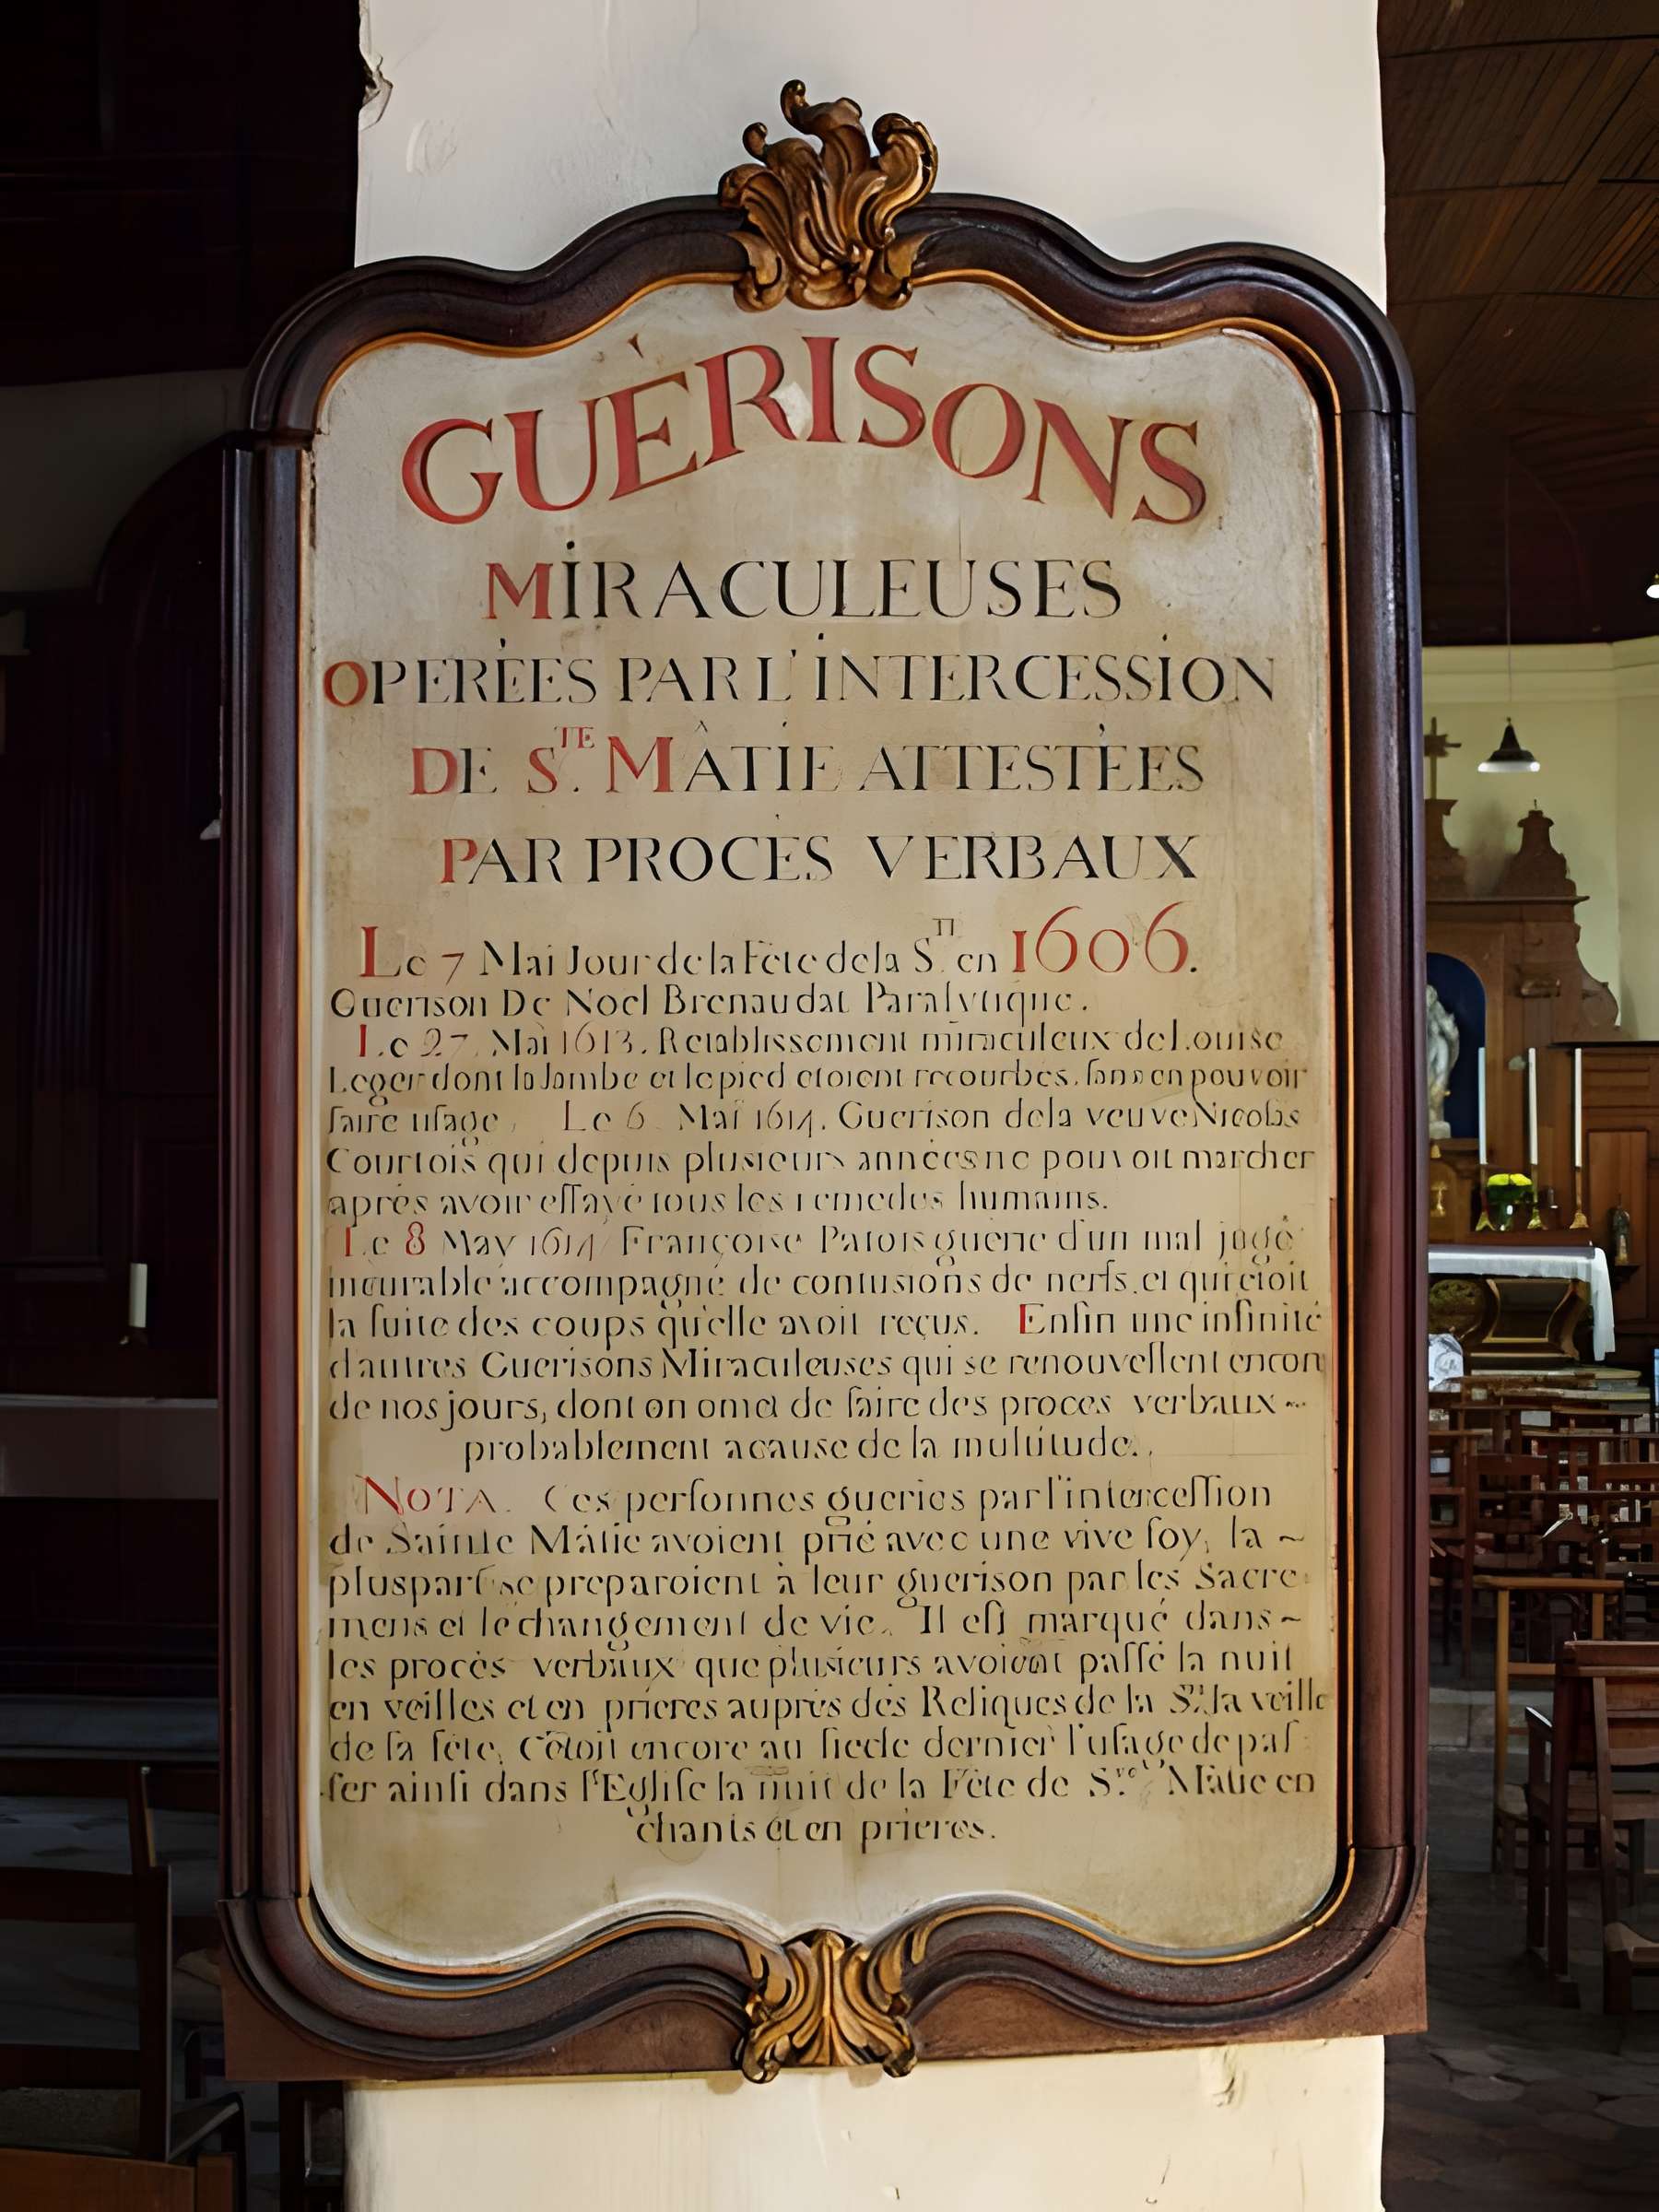 GUÈRISONS
MIRACULEUSES
OPERÈES PAR L'INTERCESSION
DE S.TE MÂTIE ATTESTÈES
PAR PROCÈS VERBAUX
Le 7 Mai Jour de la Fête de la S.TE en 1606.
Guerison De Noel Brenaudat Paralytique.
Le 27. Mai 1613. Retablissement miraculeux de Louise
Leger dont la Jambe et le pied etoient recourbés, sans en pouvoir
faire usage, Le 6 Mai 1614. Guerison de la veuve Nicolas
Courtois qui depuis plusieurs annèes ne pouvoit marcher
après avoir essayé tous les remedes humains.
Le 8 May 1614 Françoise Patois guerie d'un mal jugé
incurable accompagné de contusions de nerfs. et qui étoit
la suite des coups qu'elle avoit reçus. Enfin une infinité
d'autres Guerisons Miraculeuses qui se renouvellent encor
de nos jours, dont on omet de faire des proces verbaux ~
probablement a cause de la multitude.
NOTA. Ces personnes gueries par l'intercession
de Sainte Mâtie avoient prié avec une vive foy, la ~
pluspart se preparoient à leur guerison par les Sacre
mens et le changement de vie. Il est marqué dans ~
les procès verbaux que plusieurs avoient passé la nuit
en veilles et en prieres auprès des Reliques de la Ste. la veille
de sa fête, C'étoit encore au siecle dernier l'usage de pas
ser ainsi dans l'Eglise la nuit de la Fête de S.te Mâtie en
chants et en prieres.